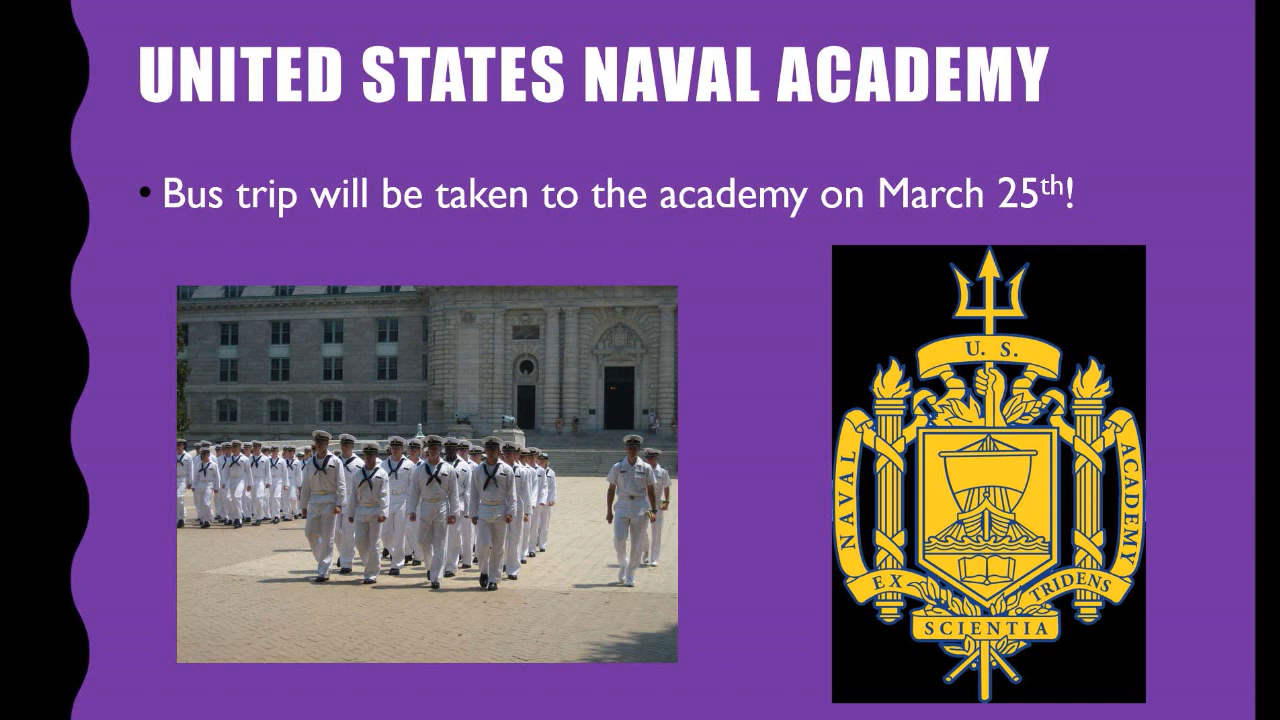 UNITED STATES NAVAL ACADEMY
• Bus trip will be taken to the academy on March 25th!
U. S.
NAVAL
ACADEMY
EX
TRIDENS
SCIENTIA